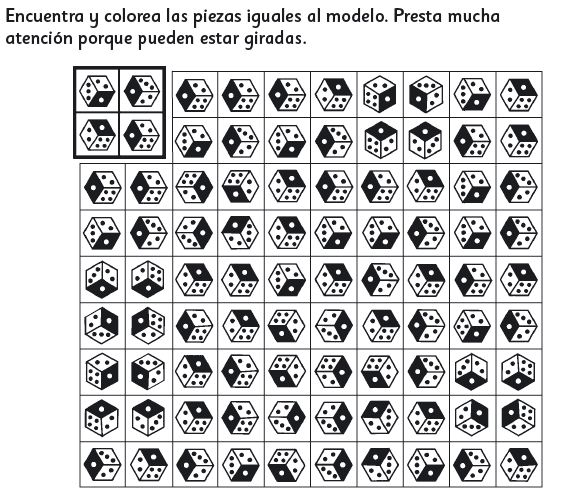 Encuentra y colorea las piezas iguales al modelo. Presta mucha
atención porque pueden estar giradas.